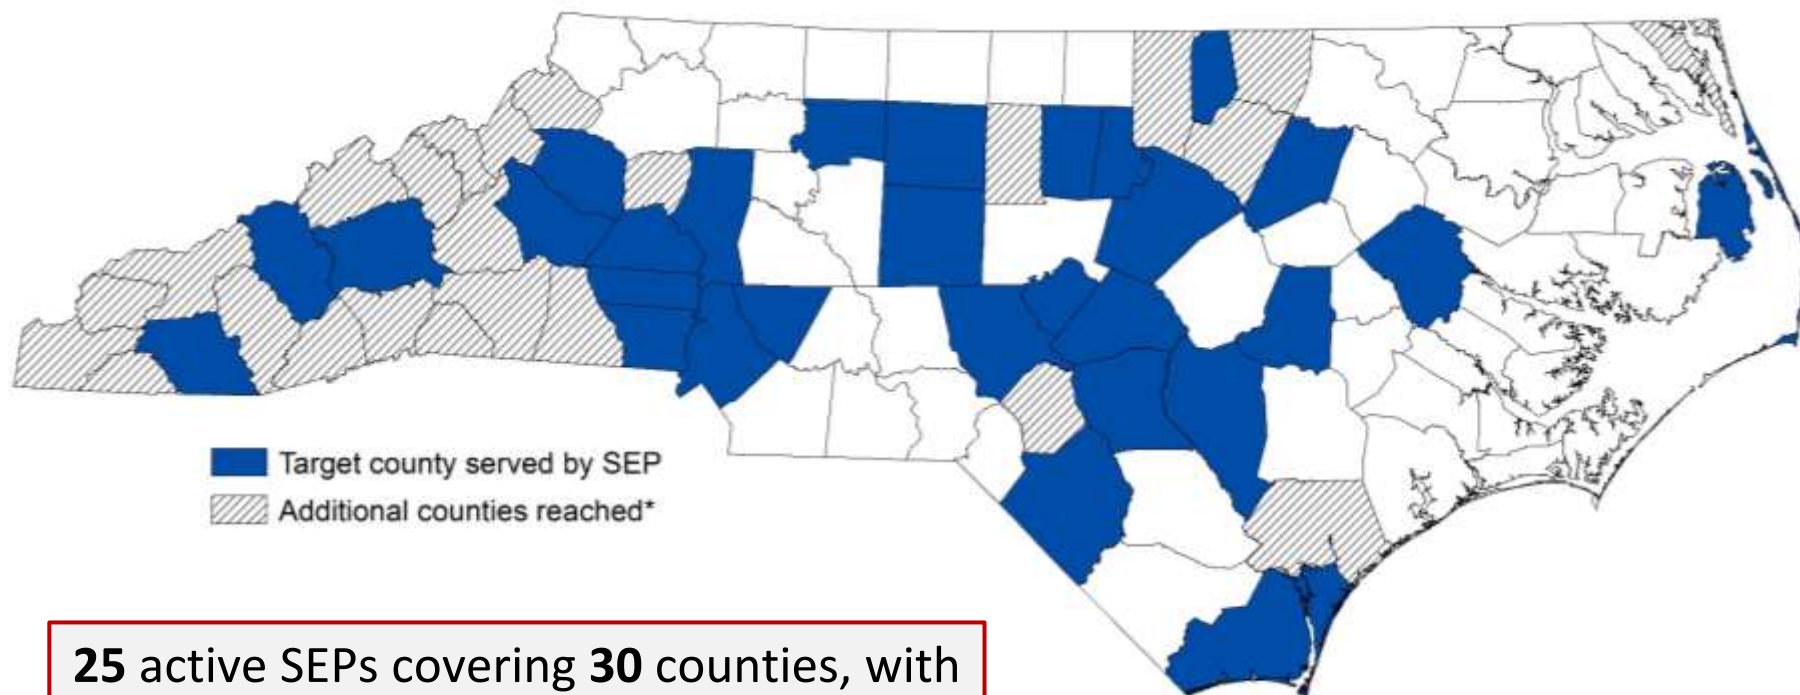 Target county served by SEP
Additional counties reached*
25 active SEPs covering 30 counties, with